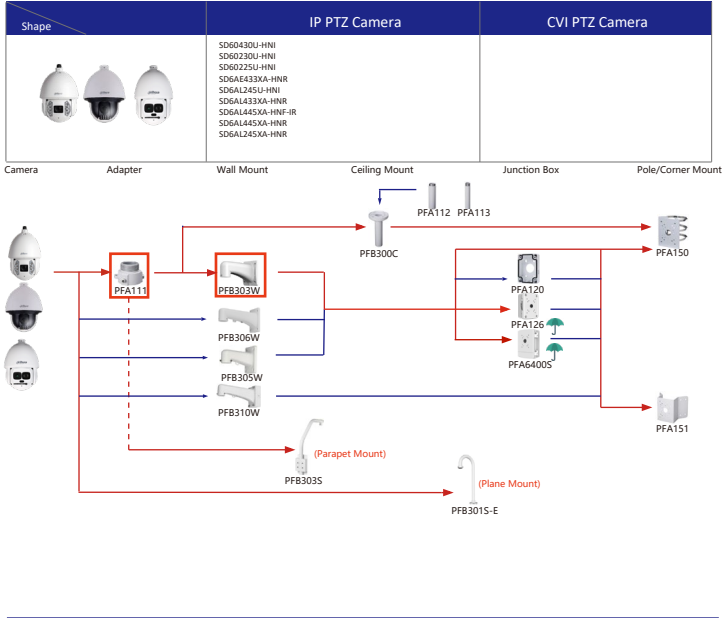 Shape
IP PTZ Camera
CVI PTZ Camera
SD60430U-HNI
SD60230U-HNI
SD60225U-HNI
SD6AE433XA-HNR
SD6AL245U-HNI
SD6AL433XA-HNR
SD6AL445XA-HNF-IR
SD6AL445XA-HNR
SD6AL245XA-HNR
Camera
Adapter
Wall Mount
Ceiling Mount
Junction Box
Pole/Corner Mount
PFA112
PFA113
PFB300C
PFA150
PFA111
PFB303W
PFA120
PFA126
PFB306W
PFA6400S
PFB305W
PFB310W
PFA151
(Parapet Mount)
PFB303S
(Plane Mount)
PFB301S-E